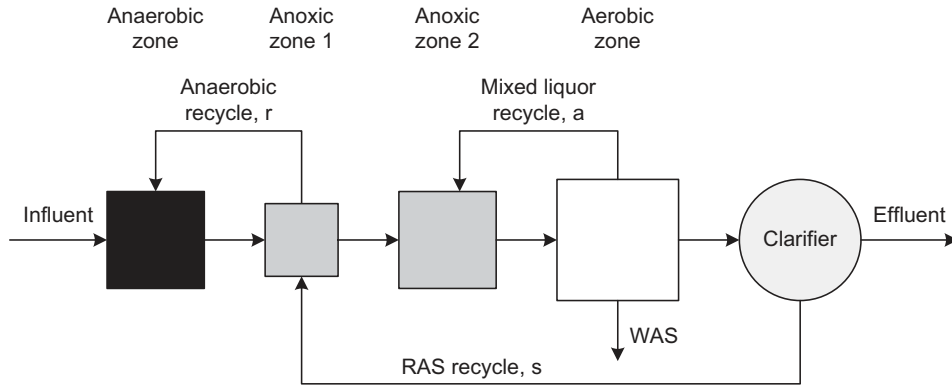 Anaerobic
zone
Anoxic
zone 1
Anoxic
zone 2
Aerobic
zone
Anaerobic
recycle, r
Mixed liquor
recycle, a
Influent
Clarifier
Effluent
WAS
RAS recycle, s